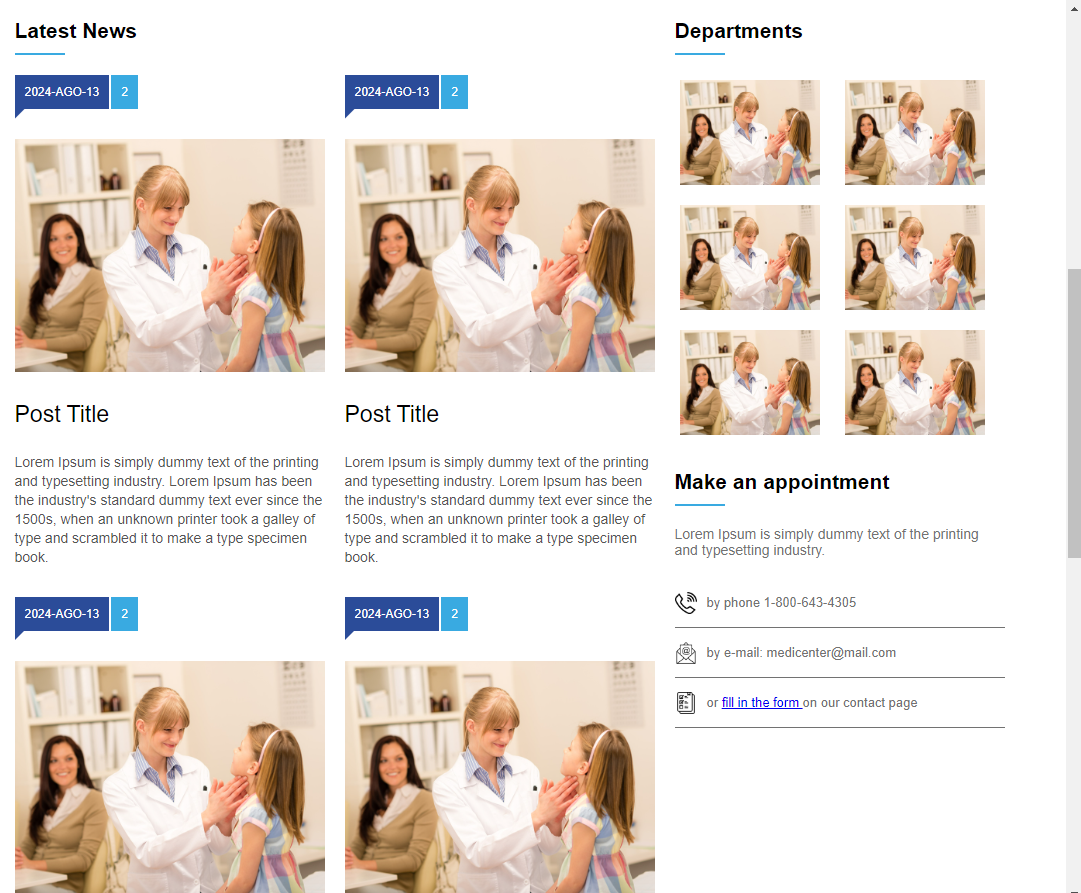 Latest News
2024-AGO-13 2
2024-AGO-13 2
Post Title
Lorem Ipsum is simply dummy text of the printing
and typesetting industry. Lorem Ipsum has been
the industry's standard dummy text ever since the
1500s, when an unknown printer took a galley of
type and scrambled it to make a type specimen
book.
Post Title
Lorem Ipsum is simply dummy text of the printing
and typesetting industry. Lorem Ipsum has been
the industry's standard dummy text ever since the
1500s, when an unknown printer took a galley of
type and scrambled it to make a type specimen
book.
2024-AGO-13 2
2024-AGO-13 2
Departments
Make an appointment
Lorem Ipsum is simply dummy text of the printing
and typesetting industry.
by phone 1-800-643-4305
by e-mail: medicenter@mail.com
or fill in the form on our contact page